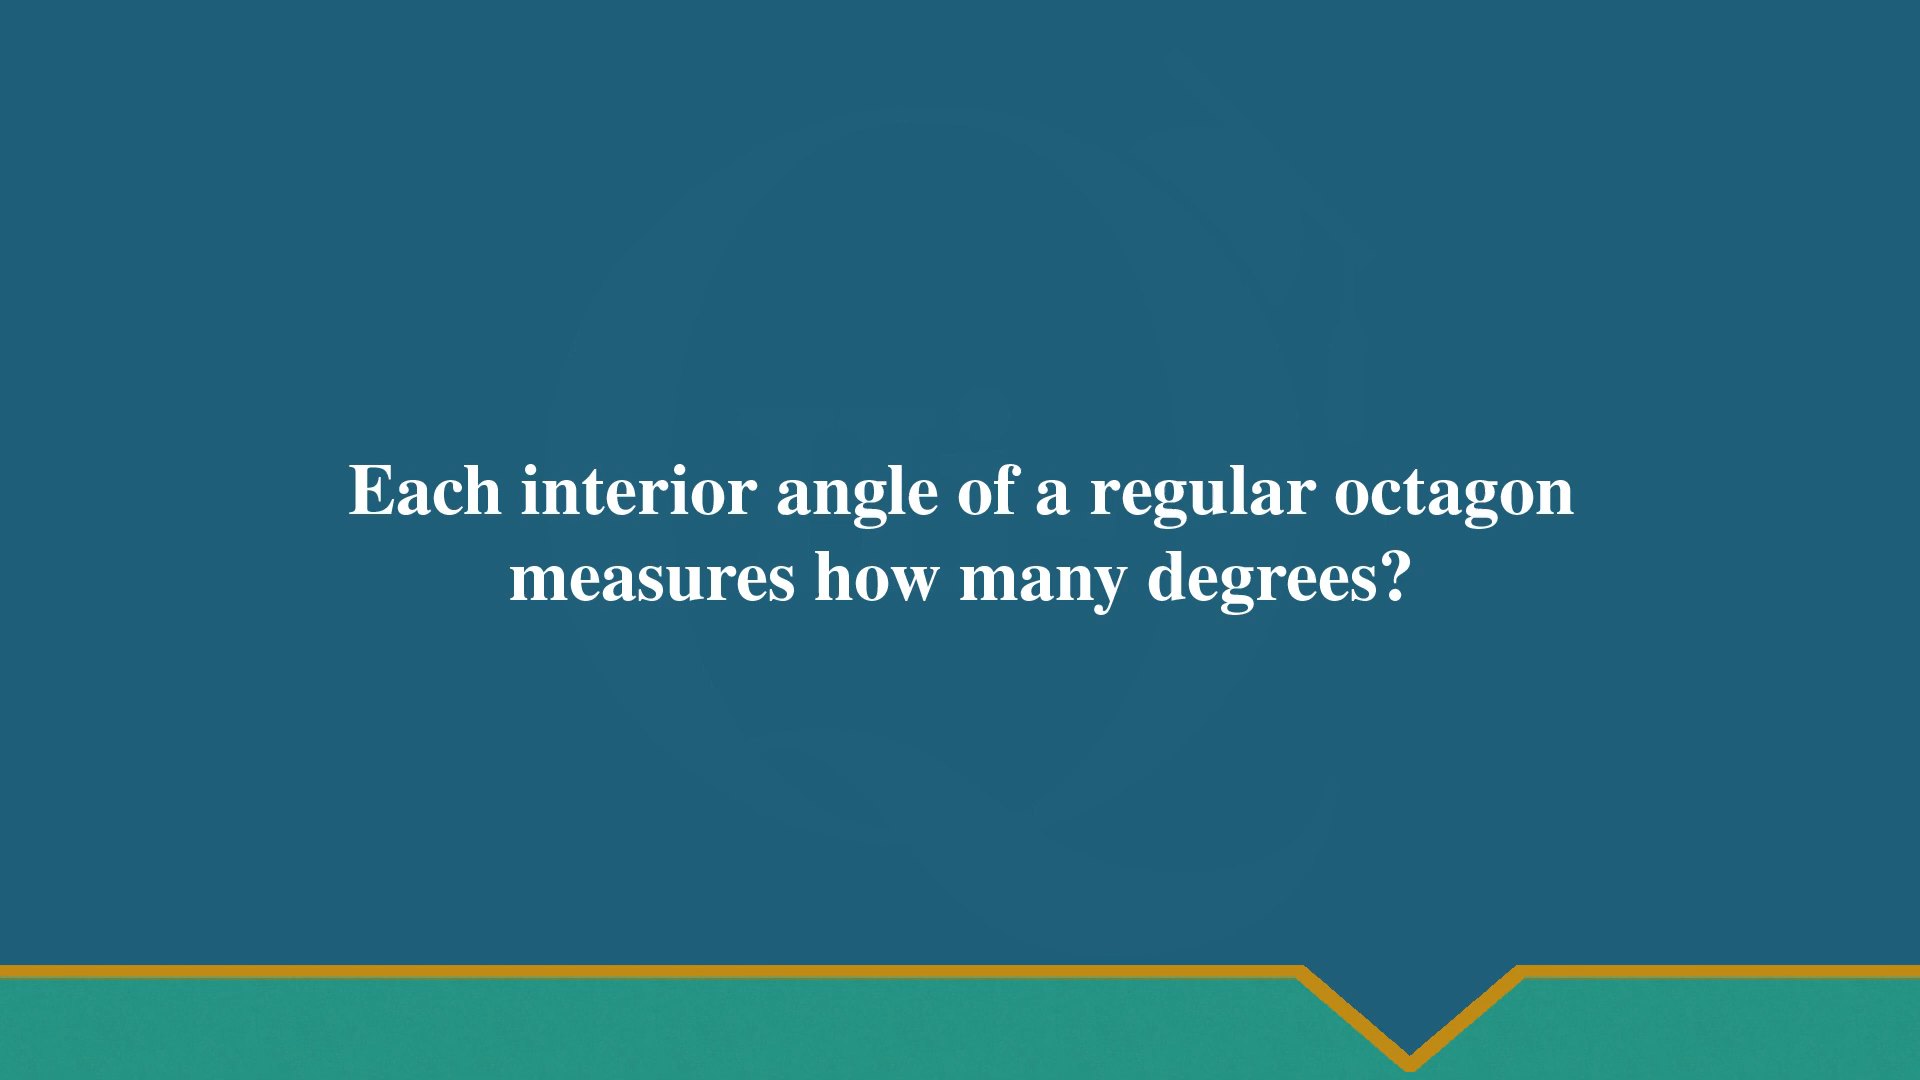 Each interior angle of a regular octagon
measures how many degrees?